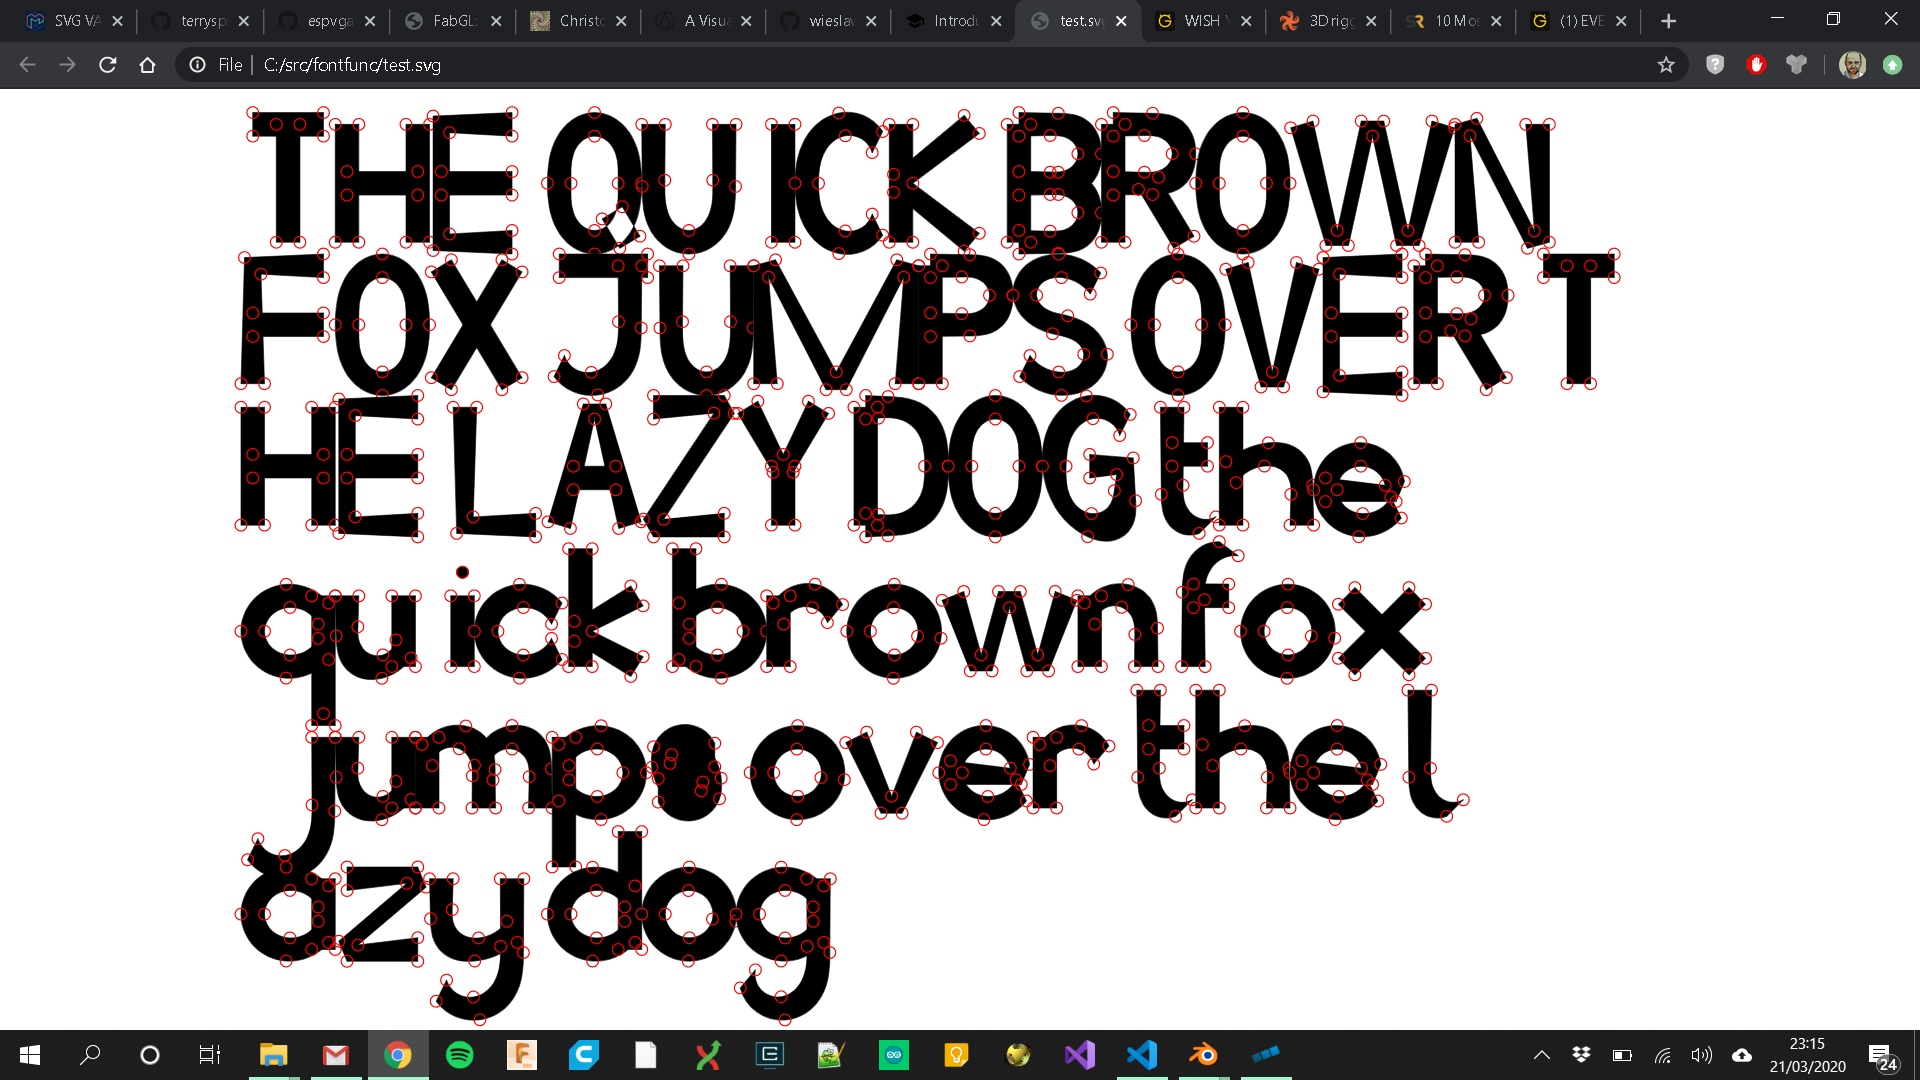 SVG VA
terrysp
espvga
FabGL:
Christo
A Visua
wieslav
Introdu
test.svg
WISH Y
3D rigg
10 Mos
(1) EVE
File | C:/src/fontfunc/test.svg
THE QUICK BROWN
FOX JUMPS OVER T
HE LAZY DOG the
quick brown fox
jumps over the l
azy dog
23:15
21/03/2020
24